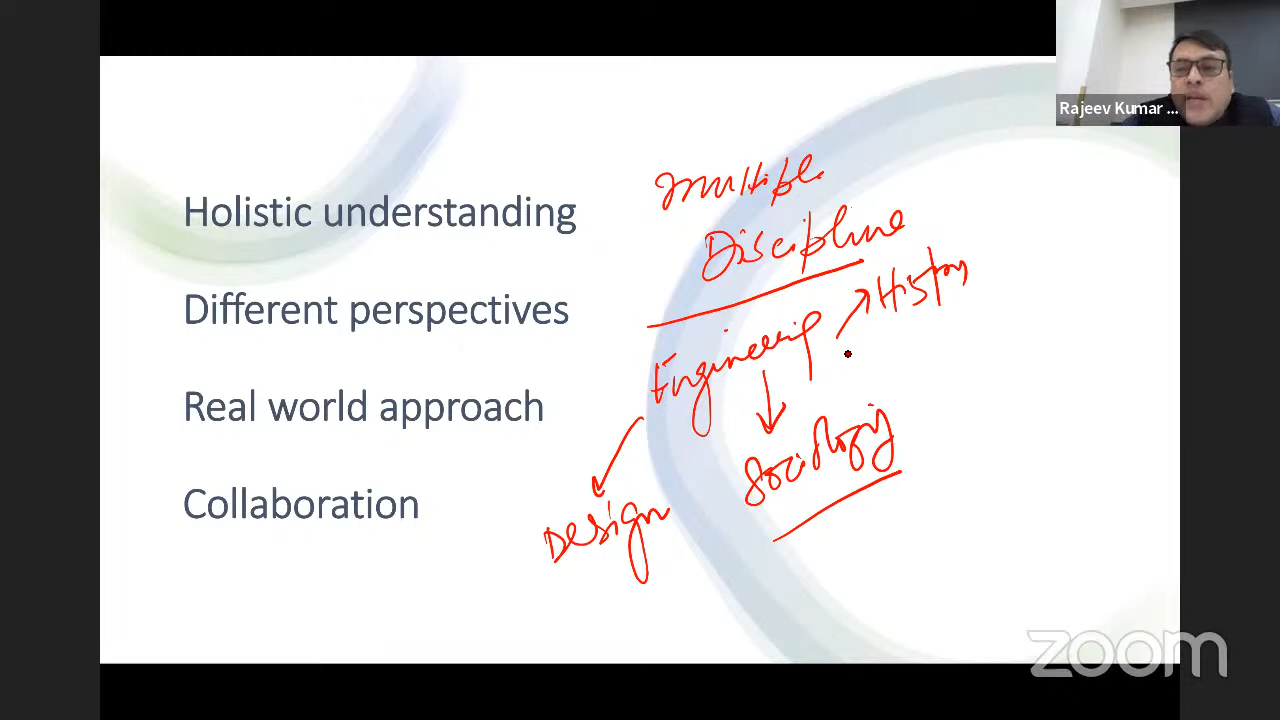 Rajeev Kumar ...
Multiple
Discipline
Holistic understanding
History
Different perspectives
Engineering
Real world approach
Sociology
Collaboration
Design
zoom